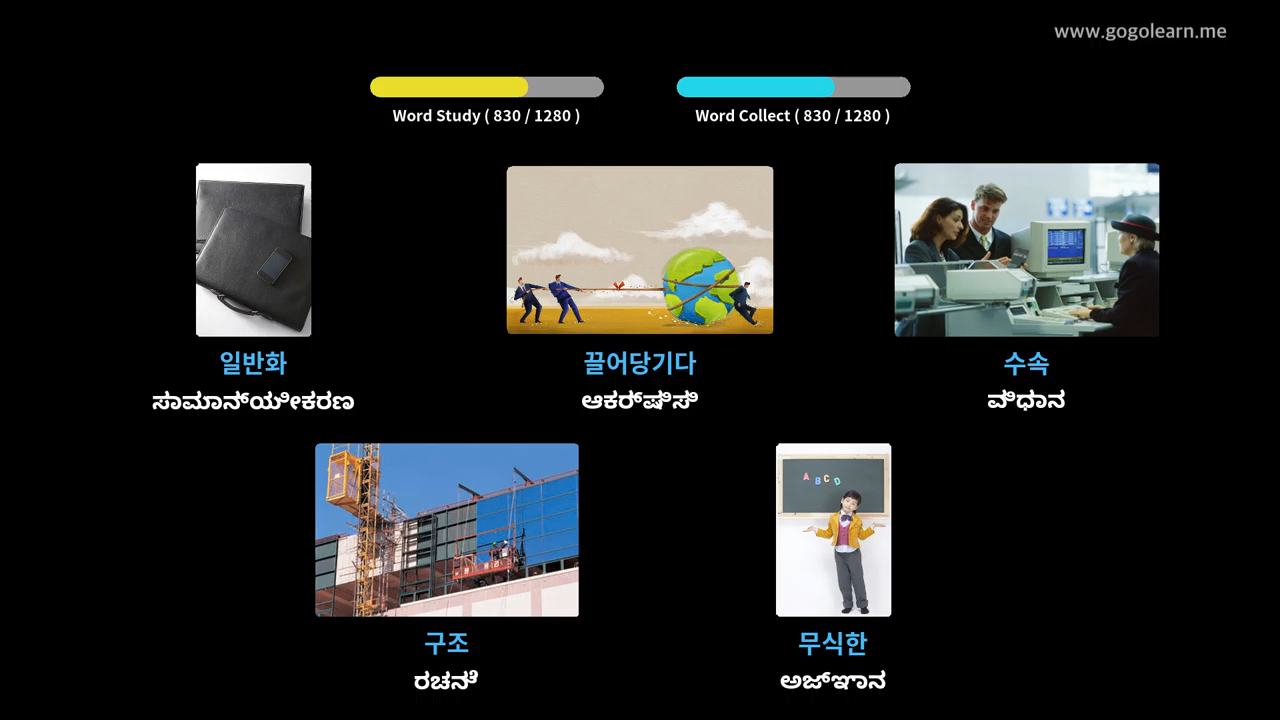 www.gogolearn.me
Word Study ( 830 / 1280 )
Word Collect ( 830 / 1280 )
일반화
ಸಾಮಾನ್ಯೀಕರಣ
끌어당기다
ಆಕರ್ಷಿಸಿ
수속
ವಿಧಾನ
A B C D
구조
ರಚನೆ
무식한
ಅಜ್ಞಾನ